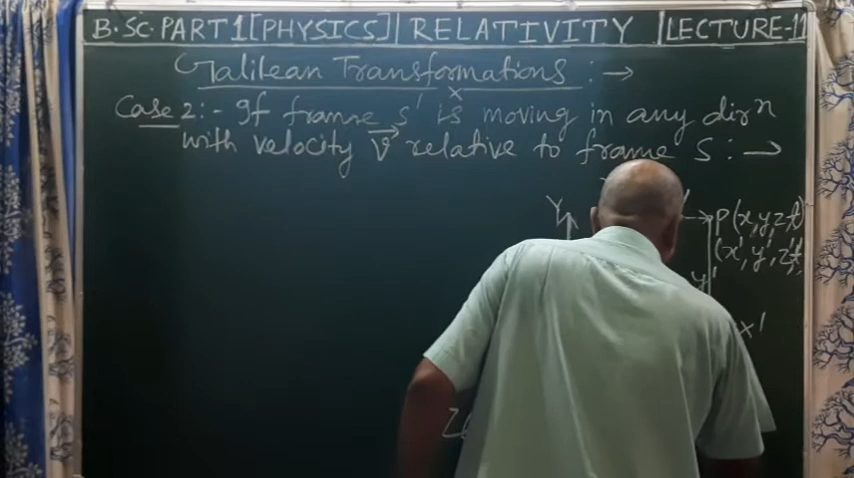 B.SC. PART 1 [PHYSICS] | RELATIVITY | LECTURE-11
Galilean Transformations :→
x
Case 2:- If frame s' is moving in any dirn
with velocity v relative to frame s :→
Y
P(x,y,z,t)
(x',y',z',t'
y'
x'
Z